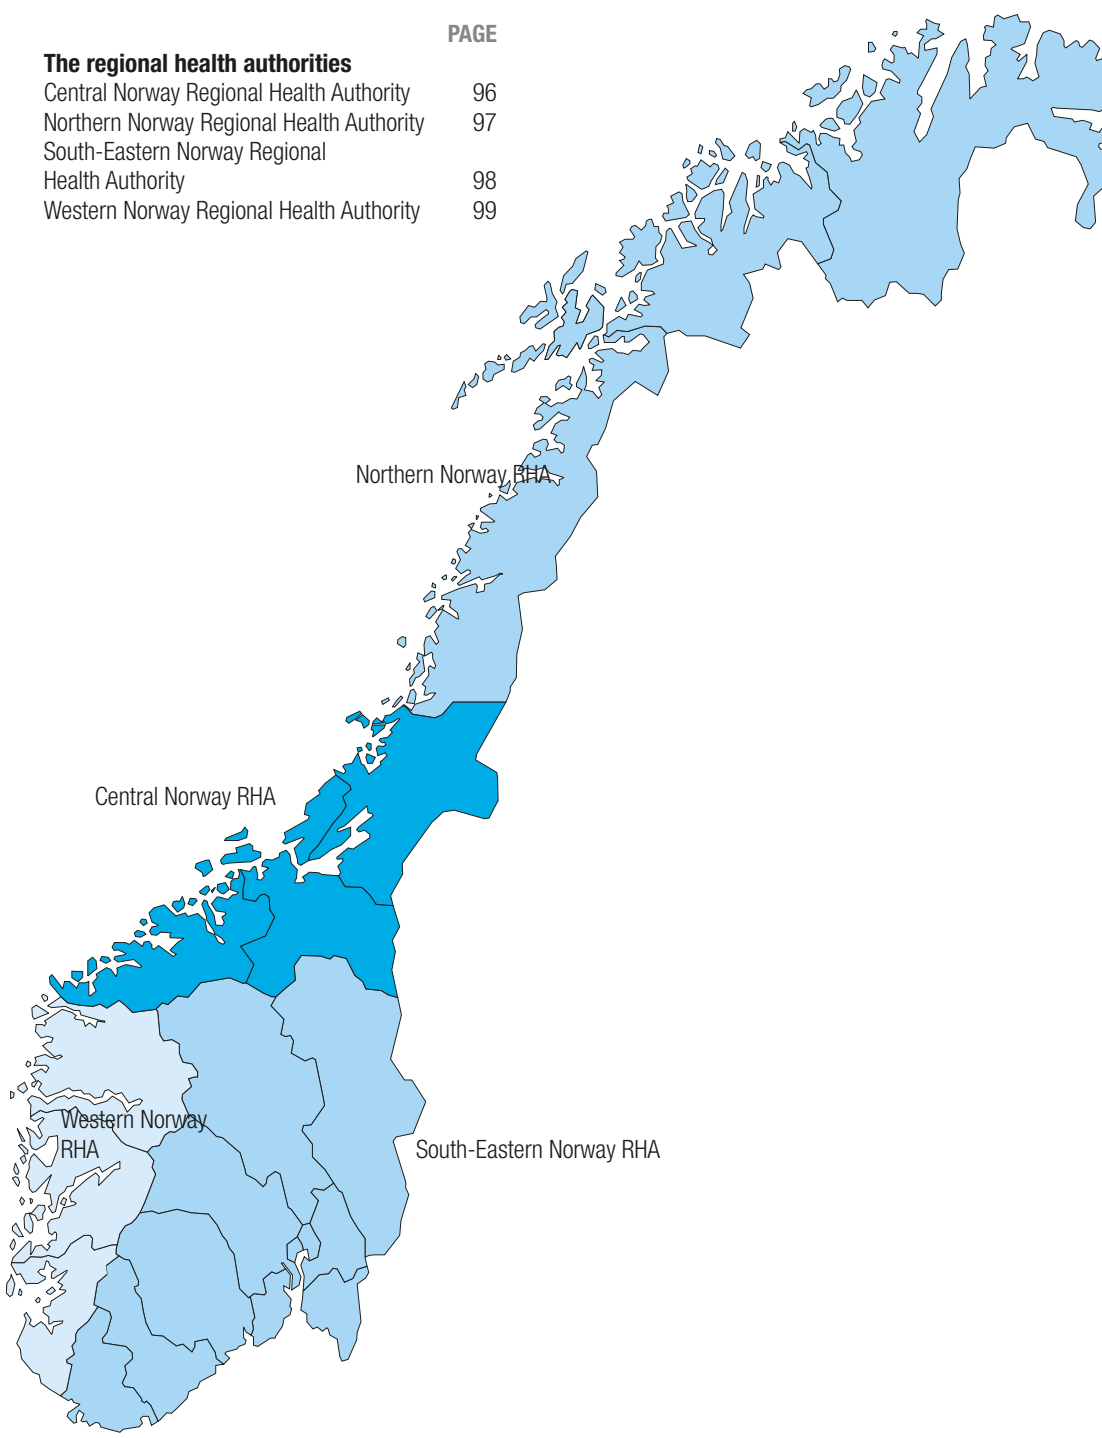 PAGE
The regional health authorities
Central Norway Regional Health Authority 96
Northern Norway Regional Health Authority 97
South-Eastern Norway Regional
Health Authority 98
Western Norway Regional Health Authority 99
Northern Norway RHA
Central Norway RHA
Western Norway
RHA
South-Eastern Norway RHA